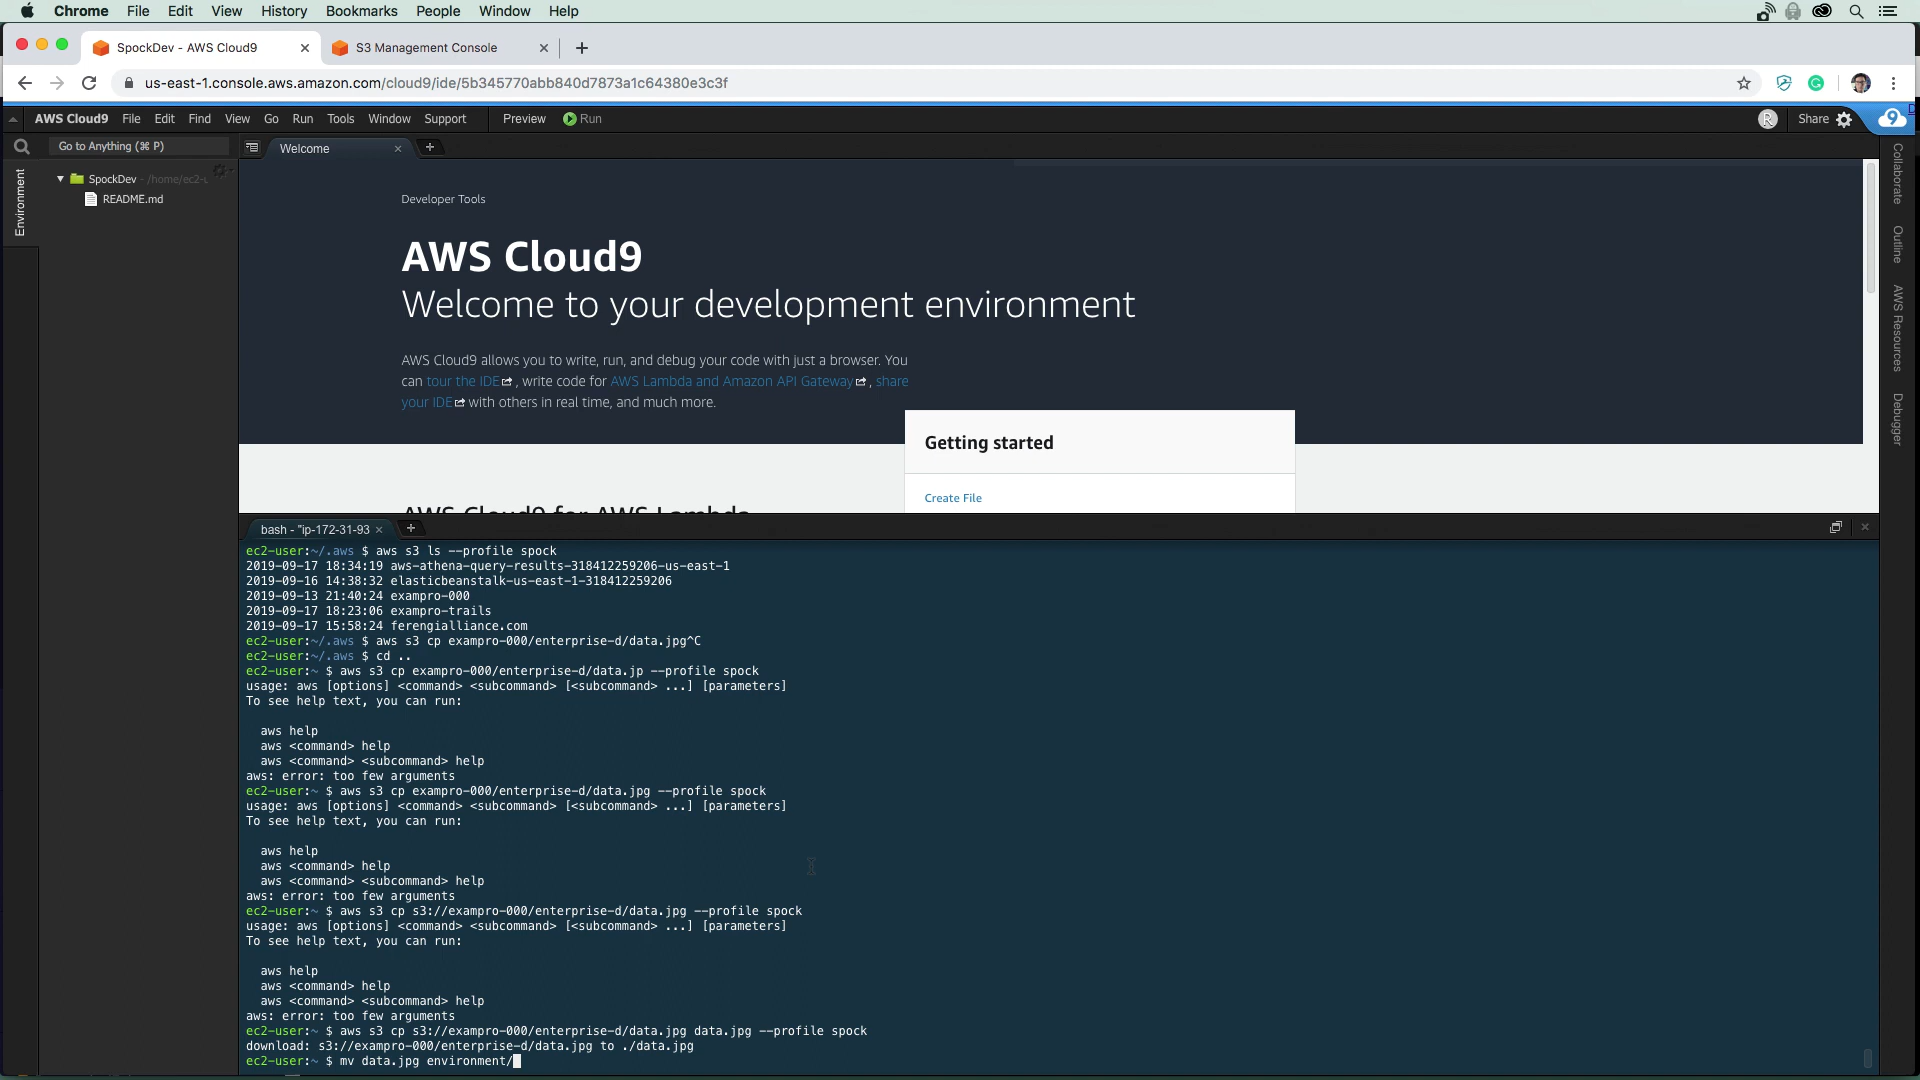 Chrome File Edit View History Bookmarks People Window Help
SpockDev - AWS Cloud9
S3 Management Console
us-east-1.console.aws.amazon.com/cloud9/ide/5b345770abb840d7873a1c64380e3c3f
AWS Cloud9 File Edit Find View Go Run Tools Window Support Preview Run R Share 9
Go to Anything (⌘ P)
Welcome
SpockDev - /home/ec2-u
README.md
Environment
Collaborate
Outline
AWS Resources
Debugger
Developer Tools
AWS Cloud9
Welcome to your development environment
AWS Cloud9 allows you to write, run, and debug your code with just a browser. You
can tour the IDE , write code for AWS Lambda and Amazon API Gateway , share
your IDE with others in real time, and much more.
Getting started
Create File
AWS Cloud9 for AWS Lambda
bash - "ip-172-31-93
ec2-user:~/.aws $ aws s3 ls --profile spock
2019-09-17 18:34:19 aws-athena-query-results-318412259206-us-east-1
2019-09-16 14:38:32 elasticbeanstalk-us-east-1-318412259206
2019-09-13 21:40:24 exampro-000
2019-09-17 18:23:06 exampro-trails
2019-09-17 15:58:24 ferengialliance.com
ec2-user:~/.aws $ aws s3 cp exampro-000/enterprise-d/data.jpg^C
ec2-user:~/.aws $ cd ..
ec2-user:~ $ aws s3 cp exampro-000/enterprise-d/data.jp --profile spock
usage: aws [options] <command> <subcommand> [<subcommand> ...] [parameters]
To see help text, you can run:
aws help
aws <command> help
aws <command> <subcommand> help
aws: error: too few arguments
ec2-user:~ $ aws s3 cp exampro-000/enterprise-d/data.jpg --profile spock
usage: aws [options] <command> <subcommand> [<subcommand> ...] [parameters]
To see help text, you can run:
aws help
aws <command> help
aws <command> <subcommand> help
aws: error: too few arguments
ec2-user:~ $ aws s3 cp s3://exampro-000/enterprise-d/data.jpg --profile spock
usage: aws [options] <command> <subcommand> [<subcommand> ...] [parameters]
To see help text, you can run:
aws help
aws <command> help
aws <command> <subcommand> help
aws: error: too few arguments
ec2-user:~ $ aws s3 cp s3://exampro-000/enterprise-d/data.jpg data.jpg --profile spock
download: s3://exampro-000/enterprise-d/data.jpg to ./data.jpg
ec2-user:~ $ mv data.jpg environment/